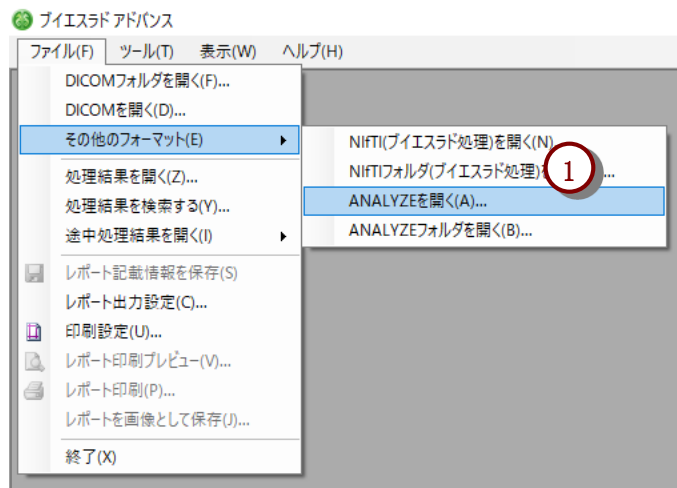 ブイエスラド アドバンス
ファイル(F) ツール(T) 表示(W) ヘルプ(H)
DICOMフォルダを開く(F)...
DICOMを開く(D)...
その他のフォーマット(E)
処理結果を開く(Z)...
処理結果を検索する(Y)...
途中処理結果を開く(I)
レポート記載情報を保存(S)
レポート出力設定(C)...
印刷設定(U)...
レポート印刷プレビュー(V)...
レポート印刷(P)...
レポートを画像として保存(J)...
終了(X)
NIfTI(ブイエスラド処理)を開く(N)
NIfTIフォルダ(ブイエスラド処理)を ...
ANALYZEを開く(A)...
ANALYZEフォルダを開く(B)...
1